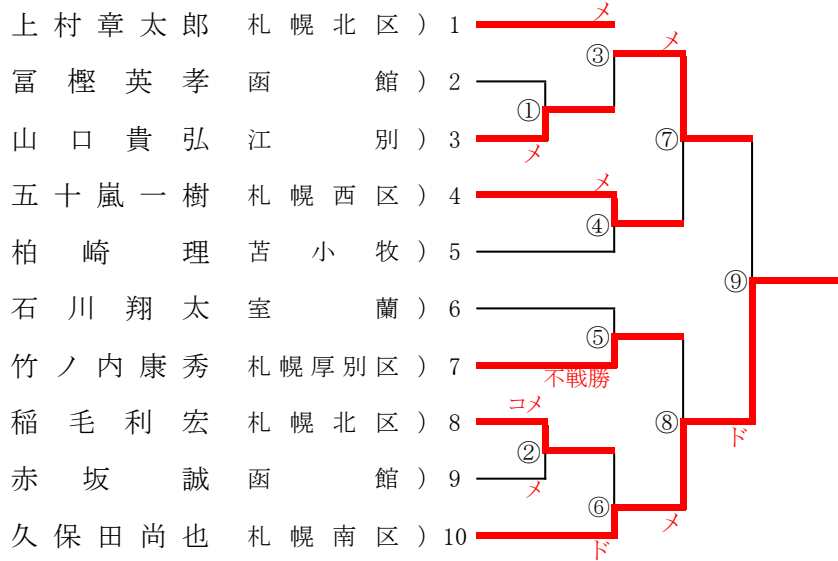 上村章太郎 札幌北区 ) 1 メ
③ メ
冨樫英孝 函館 ) 2
①
山口貴弘 江別 ) 3 メ ⑦
五十嵐一樹 札幌西区 ) 4 メ
④
柏崎理 苫小牧 ) 5
⑨
石川翔太 室蘭 ) 6
⑤
竹ノ内康秀 札幌厚別区 ) 7 不戦勝
コメ
稲毛利宏 札幌北区 ) 8 ⑧ ド
②
赤坂誠 函館 ) 9 メ
⑥ メ
久保田尚也 札幌南区 ) 10 ド